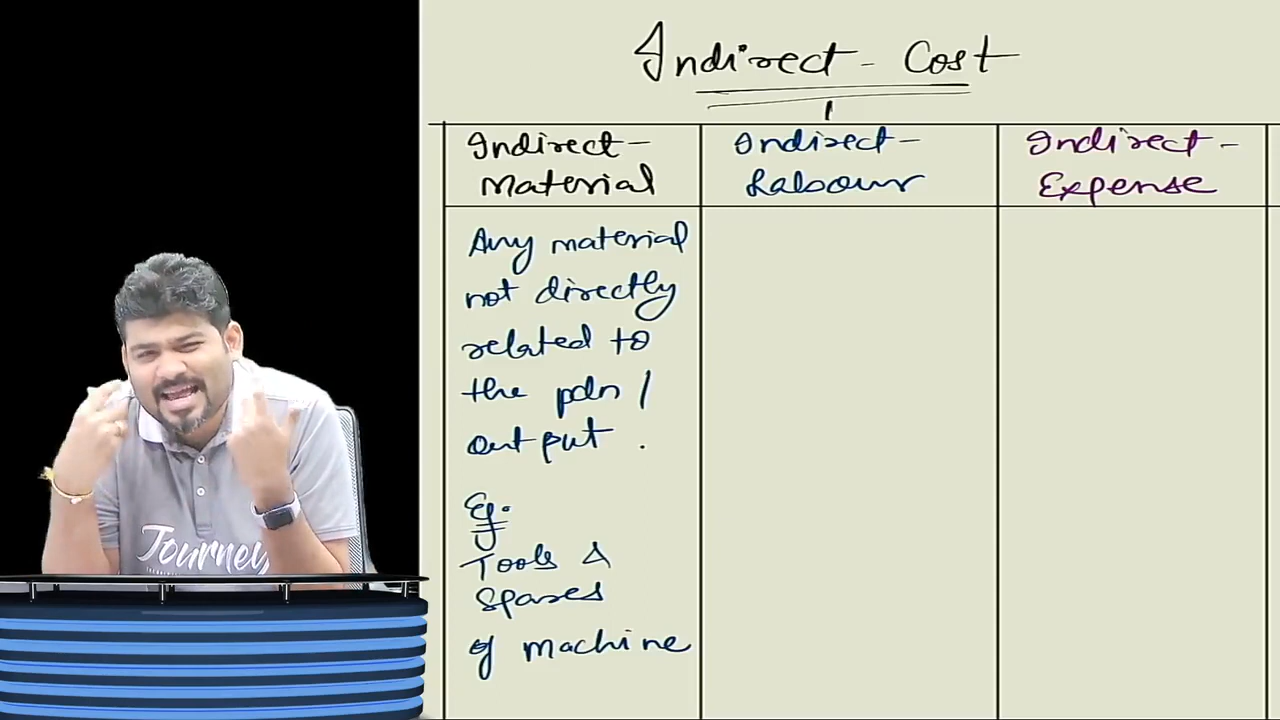 Indirect - Cost
Indirect-
Material
Indirect-
Labour
Indirect -
Expense
Any material
not directly
related to
the pdn /
output .
Eg.
Tools &
Spares
of machine
Journey